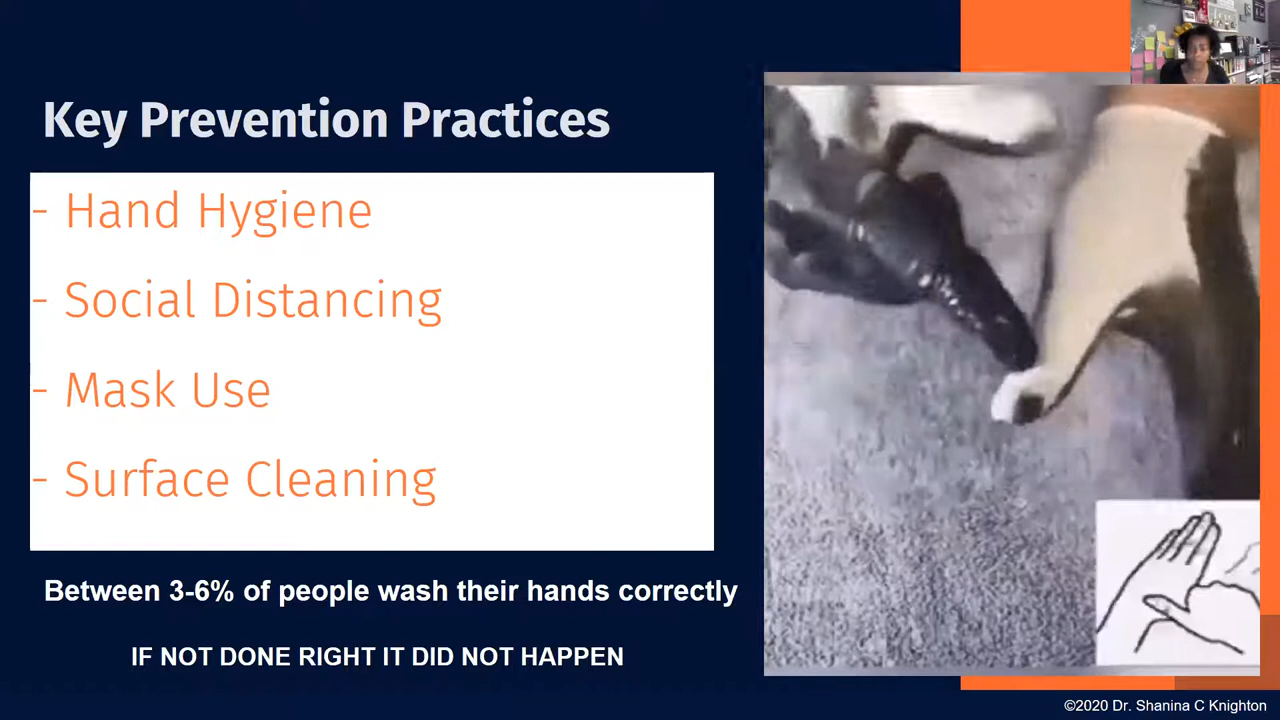 Key Prevention Practices
- Hand Hygiene
- Social Distancing
- Mask Use
- Surface Cleaning
Between 3-6% of people wash their hands correctly
IF NOT DONE RIGHT IT DID NOT HAPPEN
©2020 Dr. Shanina C Knighton